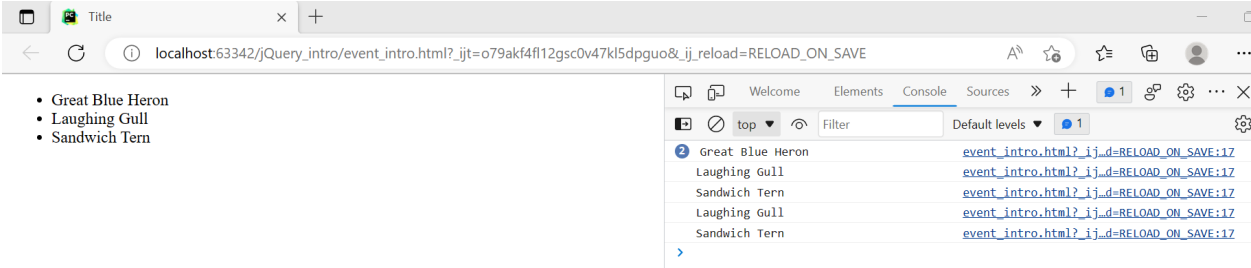 PC Title
localhost:63342/jQuery_intro/event_intro.html?_ijt=o79akf4fl12gsc0v47kl5dpguo&_ij_reload=RELOAD_ON_SAVE
Great Blue Heron
Laughing Gull
Sandwich Tern
Welcome Elements Console Sources 1
top Filter Default levels 1
2 Great Blue Heron event_intro.html?_ij…d=RELOAD_ON_SAVE:17
Laughing Gull event_intro.html?_ij…d=RELOAD_ON_SAVE:17
Sandwich Tern event_intro.html?_ij…d=RELOAD_ON_SAVE:17
Laughing Gull event_intro.html?_ij…d=RELOAD_ON_SAVE:17
Sandwich Tern event_intro.html?_ij…d=RELOAD_ON_SAVE:17